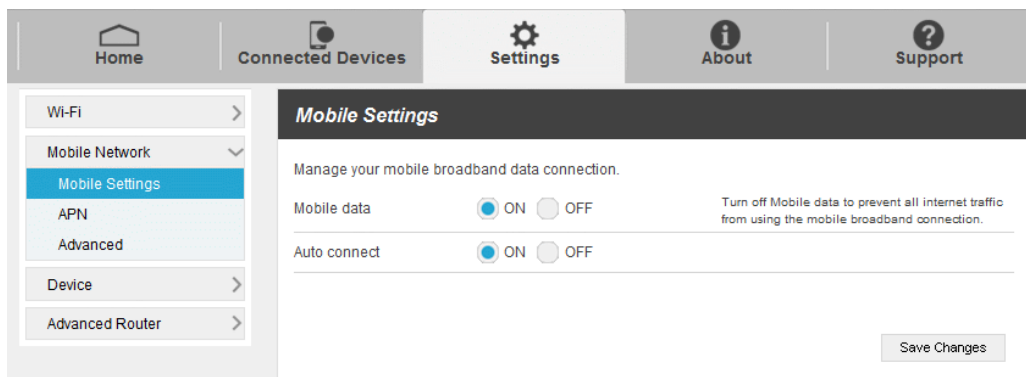 Home
Connected Devices
Settings
About
Support
Wi-Fi
Mobile Network
Mobile Settings
APN
Advanced
Device
Advanced Router
Mobile Settings
Manage your mobile broadband data connection.
Mobile data ON OFF
Turn off Mobile data to prevent all internet traffic
from using the mobile broadband connection.
Auto connect ON OFF
Save Changes